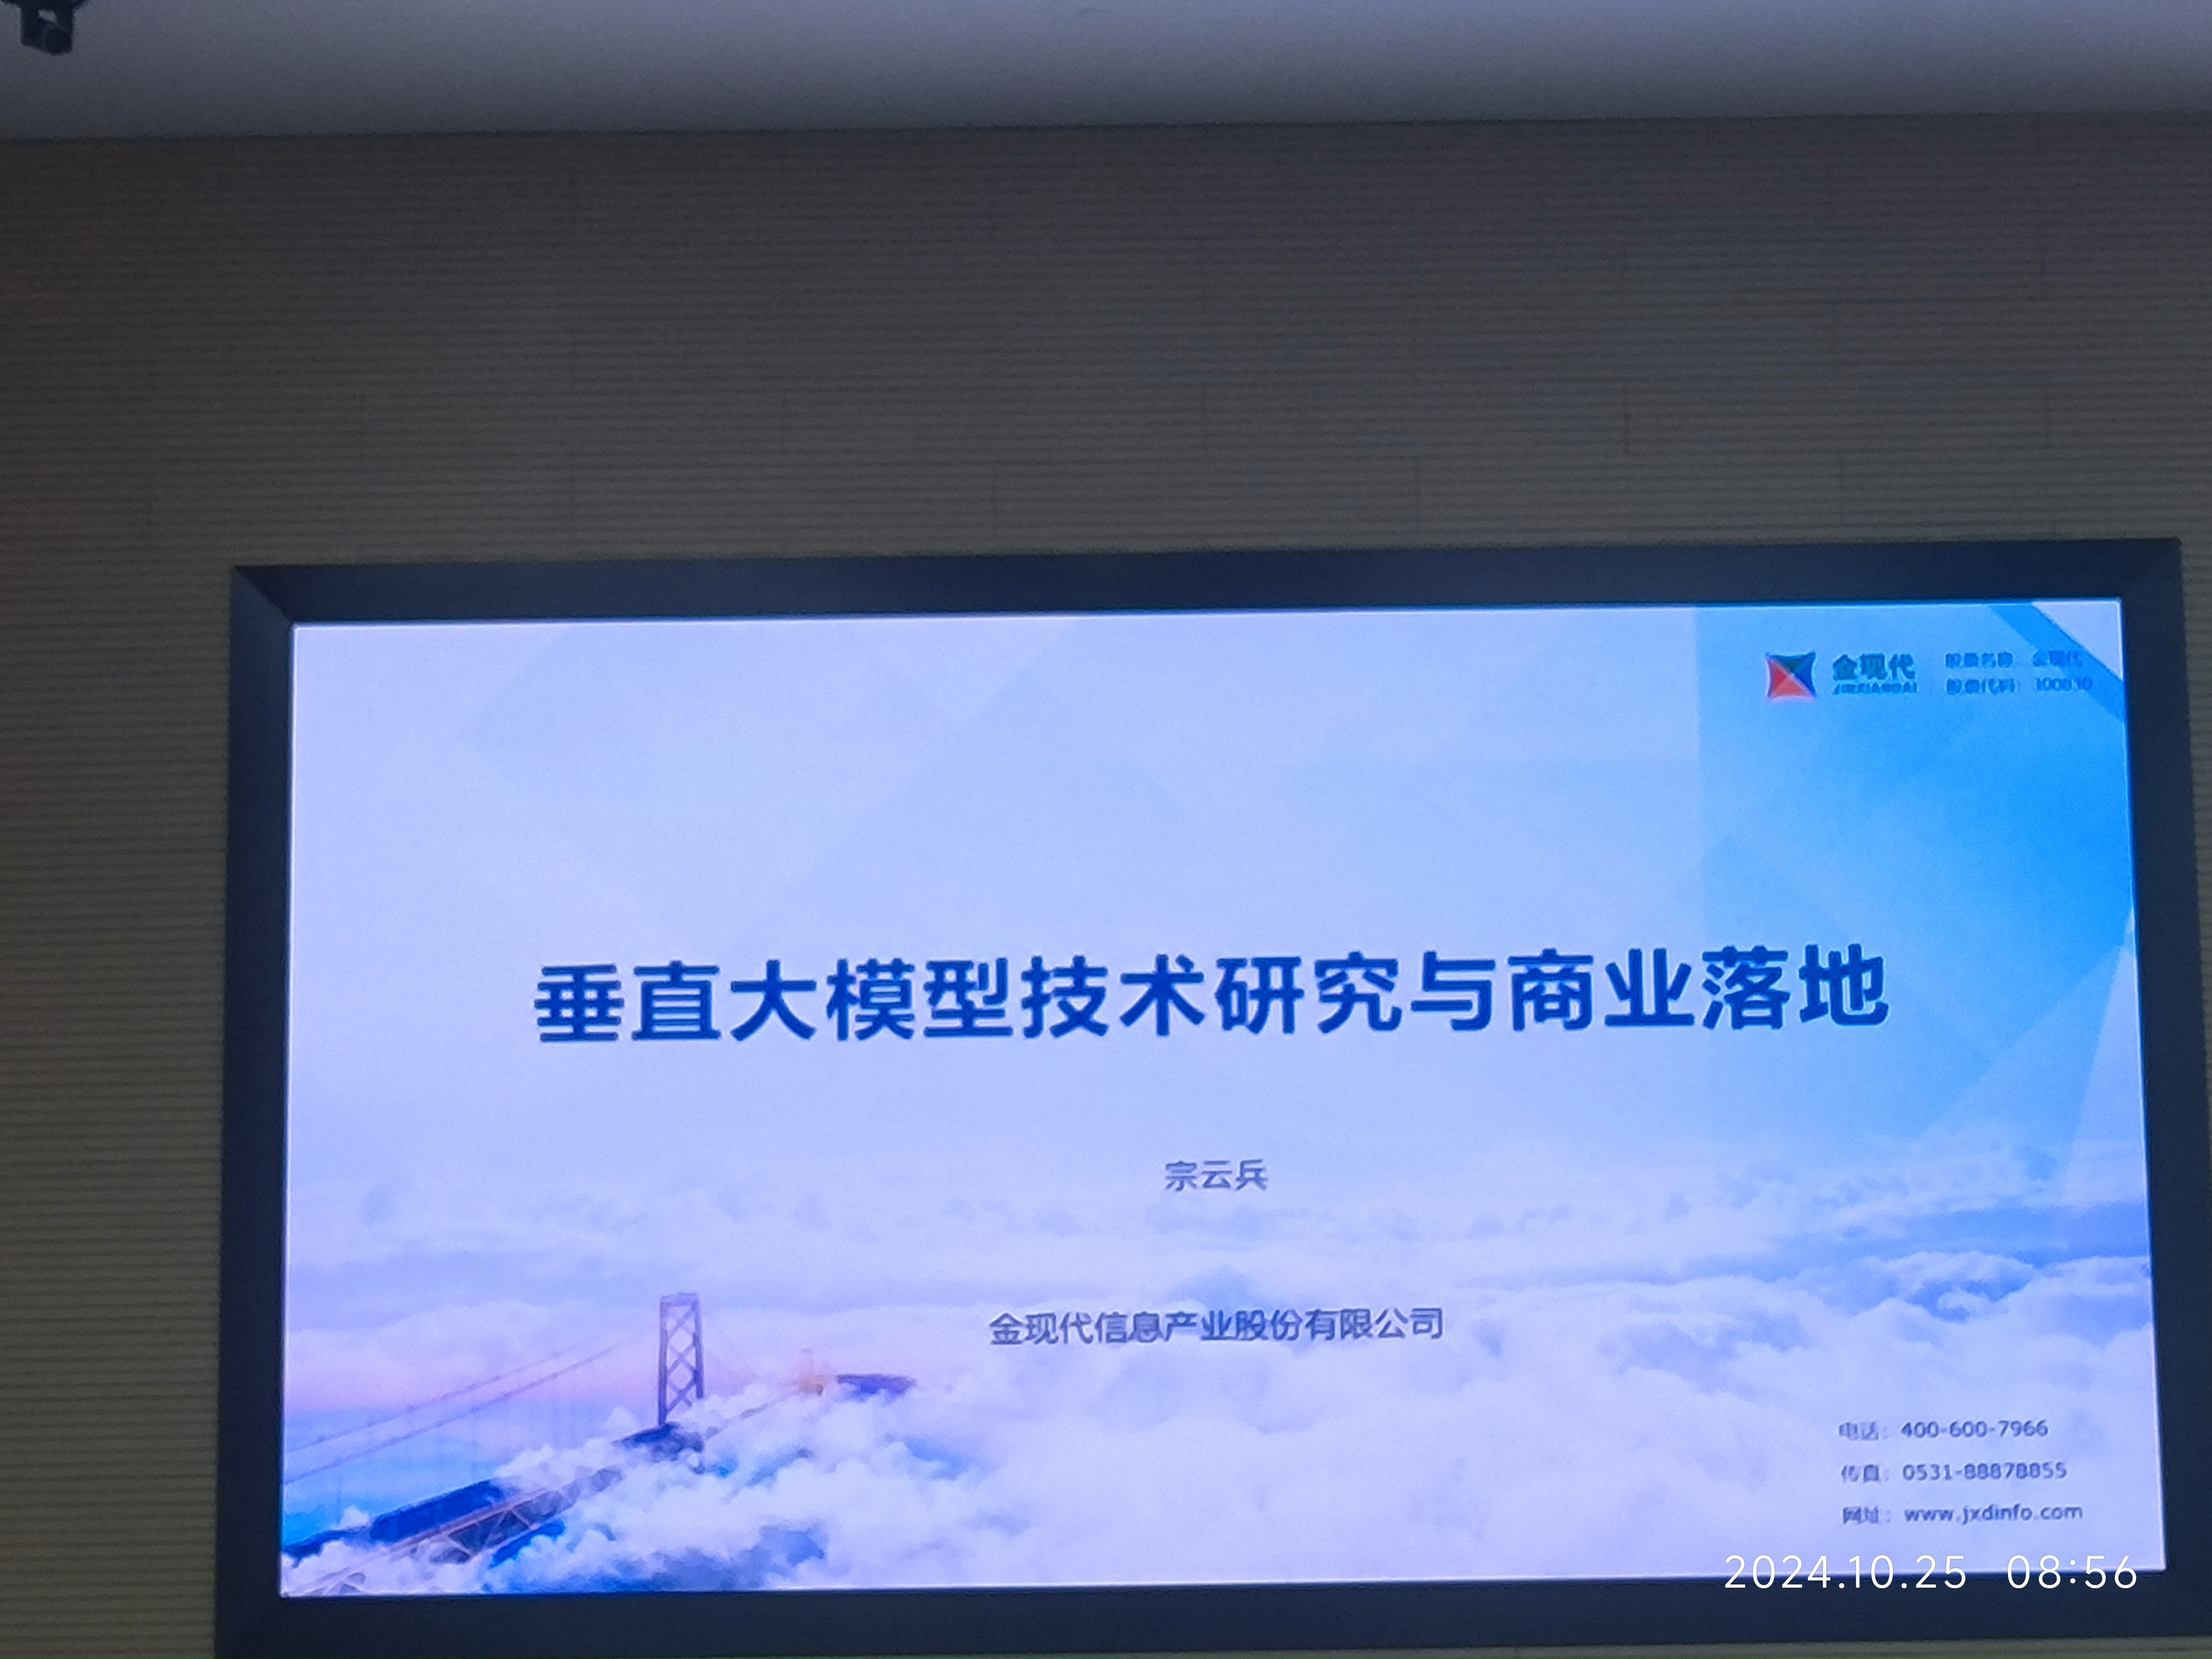 金现代
JINXIANDAI
股票名称：金现代
股票代码：300830
垂直大模型技术研究与商业落地
宗云兵
金现代信息产业股份有限公司
电话：400-600-7966
传真：0531-88878855
网址：www.jxdinfo.com
2024.10.25 08:56